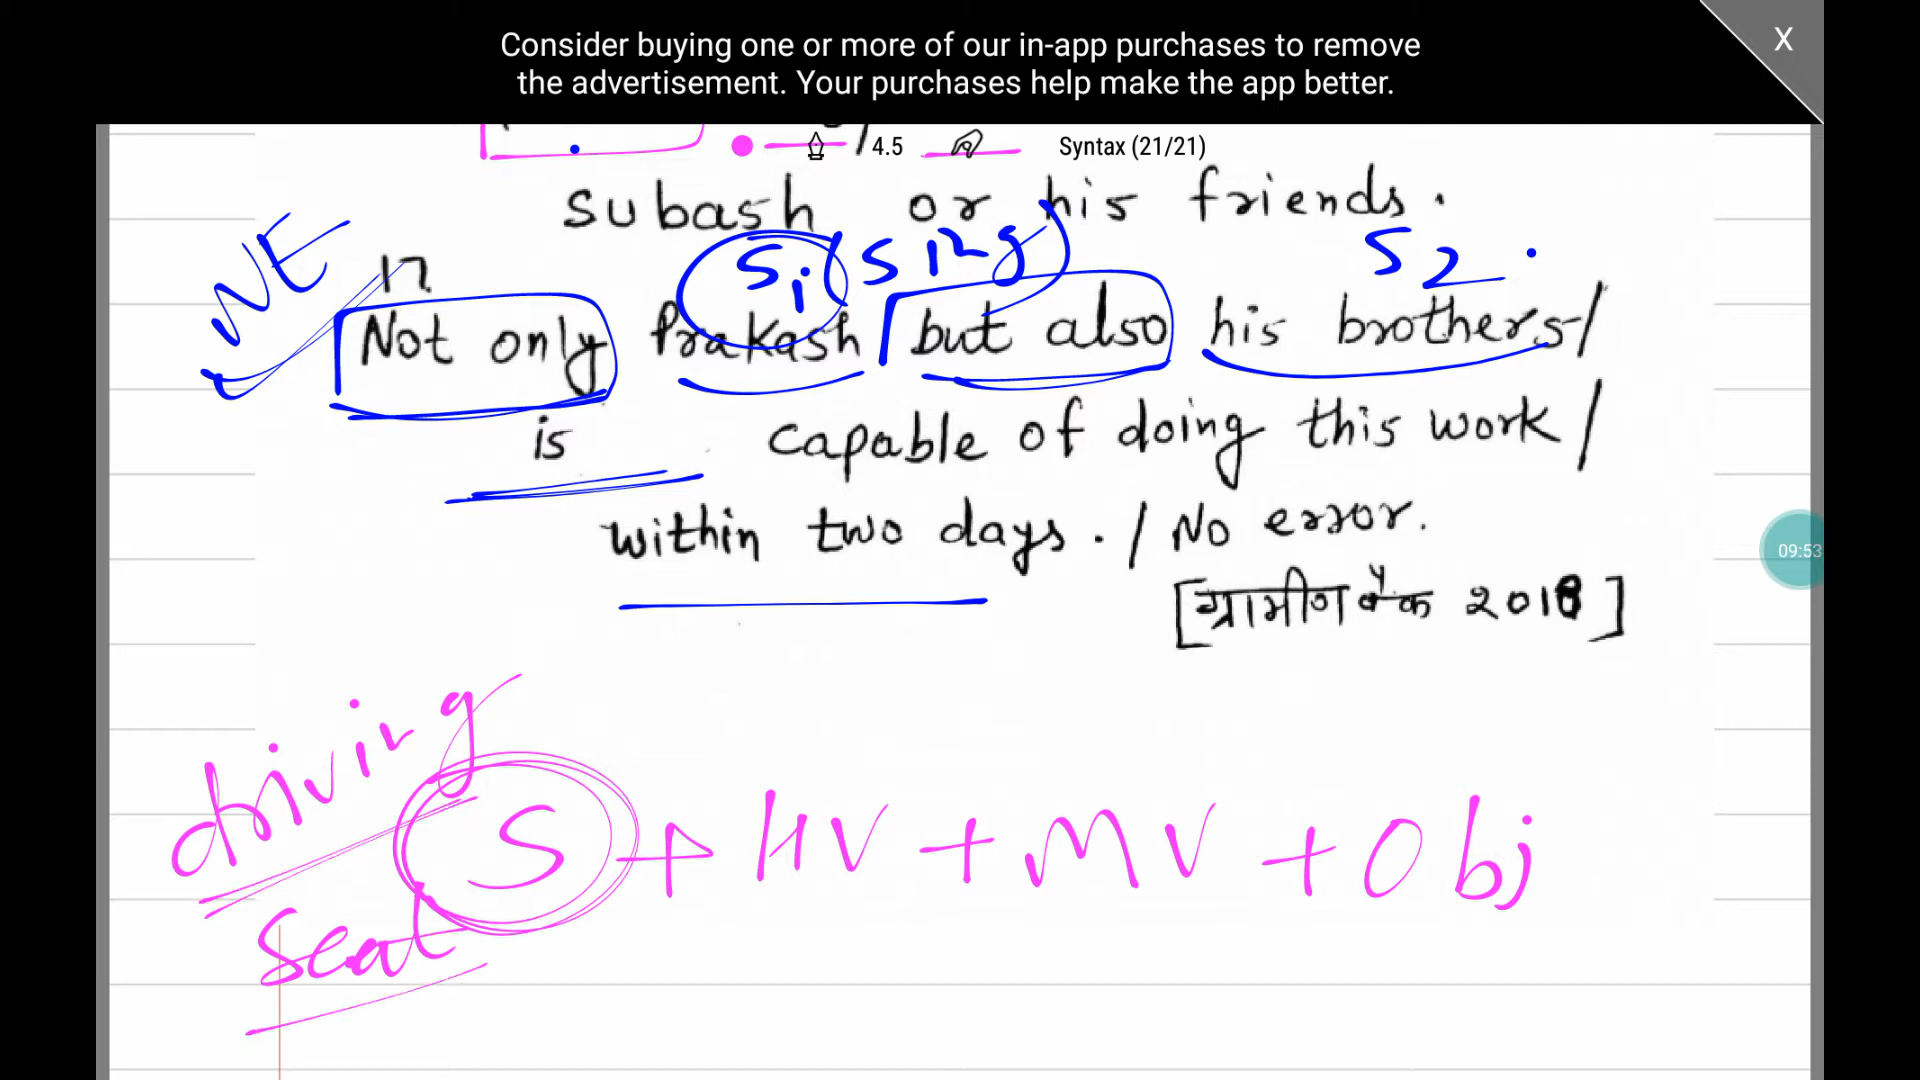 Consider buying one or more of our in-app purchases to remove
the advertisement. Your purchases help make the app better.
X
4.5 Syntax (21/21)
subash or his friends.
NE
17.
S1 (sing) S2.
Not only Prakash but also his brothers/
is capable of doing this work/
within two days. / No error.
09:53
[ग्रामीण बैंक 2018]
driving
seat
S + HV + MV + Obj